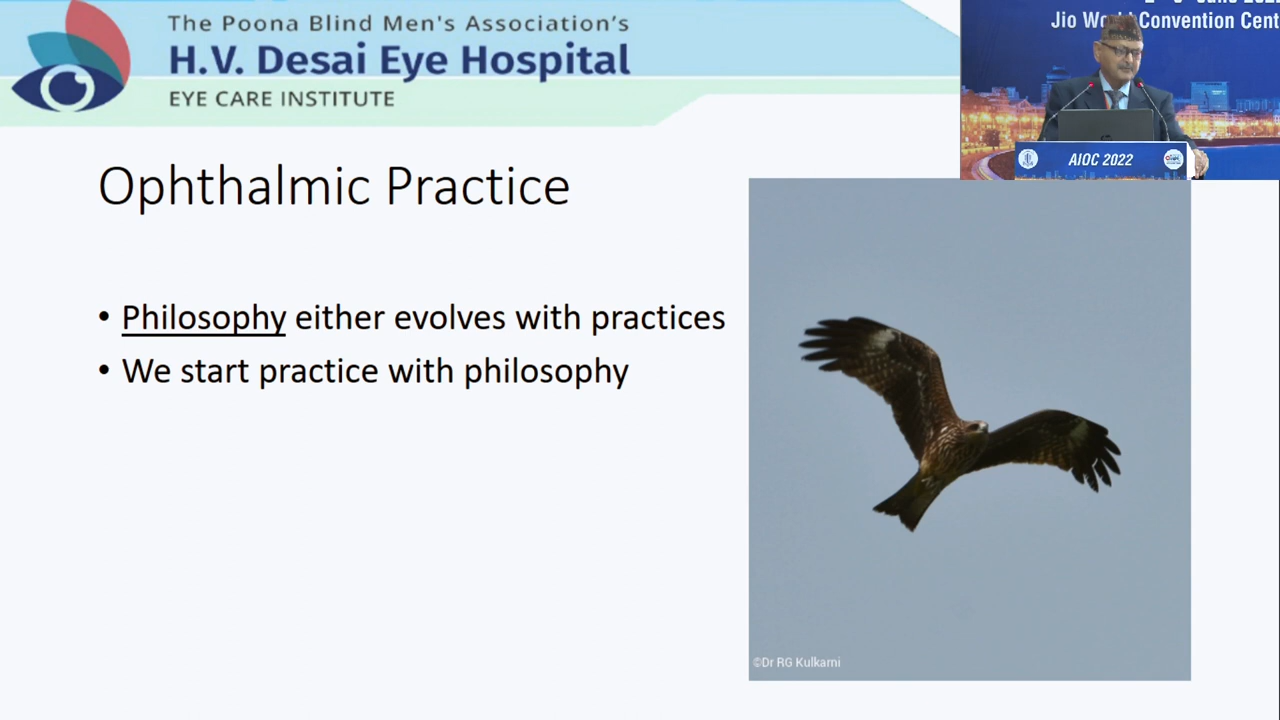 The Poona Blind Men's Association's
H.V. Desai Eye Hospital
EYE CARE INSTITUTE
Jio World Convention Cent
AIOC 2022
Ophthalmic Practice
• Philosophy either evolves with practices
• We start practice with philosophy
©Dr RG Kulkarni